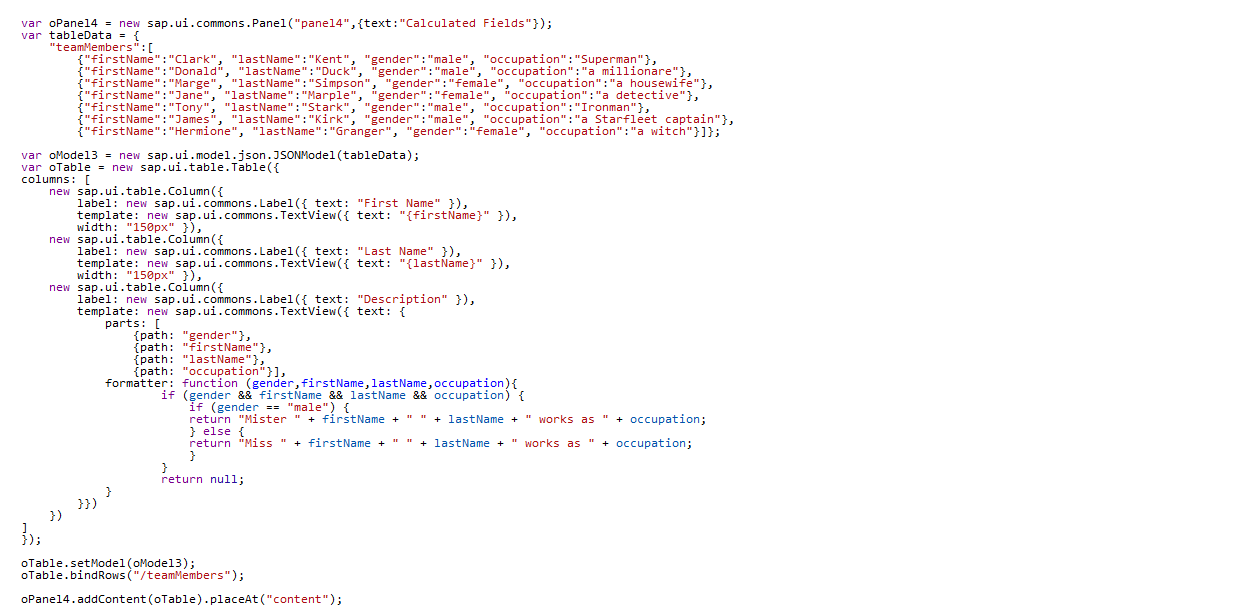 var oPanel4 = new sap.ui.commons.Panel("panel4",{text:"Calculated Fields"});
var tableData = {
    "teamMembers":[
        {"firstName":"Clark", "lastName":"Kent", "gender":"male", "occupation":"Superman"},
        {"firstName":"Donald", "lastName":"Duck", "gender":"male", "occupation":"a millionare"},
        {"firstName":"Marge", "lastName":"Simpson", "gender":"female", "occupation":"a housewife"},
        {"firstName":"Jane", "lastName":"Marple", "gender":"female", "occupation":"a detective"},
        {"firstName":"Tony", "lastName":"Stark", "gender":"male", "occupation":"Ironman"},
        {"firstName":"James", "lastName":"Kirk", "gender":"male", "occupation":"a Starfleet captain"},
        {"firstName":"Hermione", "lastName":"Granger", "gender":"female", "occupation":"a witch"}]};

var oModel3 = new sap.ui.model.json.JSONModel(tableData);
var oTable = new sap.ui.table.Table({
columns: [
    new sap.ui.table.Column({
        label: new sap.ui.commons.Label({ text: "First Name" }),
        template: new sap.ui.commons.TextView({ text: "{firstName}" }),
        width: "150px" }),
    new sap.ui.table.Column({
        label: new sap.ui.commons.Label({ text: "Last Name" }),
        template: new sap.ui.commons.TextView({ text: "{lastName}" }),
        width: "150px" }),
    new sap.ui.table.Column({
        label: new sap.ui.commons.Label({ text: "Description" }),
        template: new sap.ui.commons.TextView({ text: {
            parts: [
                {path: "gender"},
                {path: "firstName"},
                {path: "lastName"},
                {path: "occupation"}],
            formatter: function (gender,firstName,lastName,occupation){
                    if (gender && firstName && lastName && occupation) {
                        if (gender == "male") {
                        return "Mister " + firstName + " " + lastName + " works as " + occupation;
                        } else {
                        return "Miss " + firstName + " " + lastName + " works as " + occupation;
                        }
                    }
                    return null;
            }
        }})
    })
]
});

oTable.setModel(oModel3);
oTable.bindRows("/teamMembers");

oPanel4.addContent(oTable).placeAt("content");